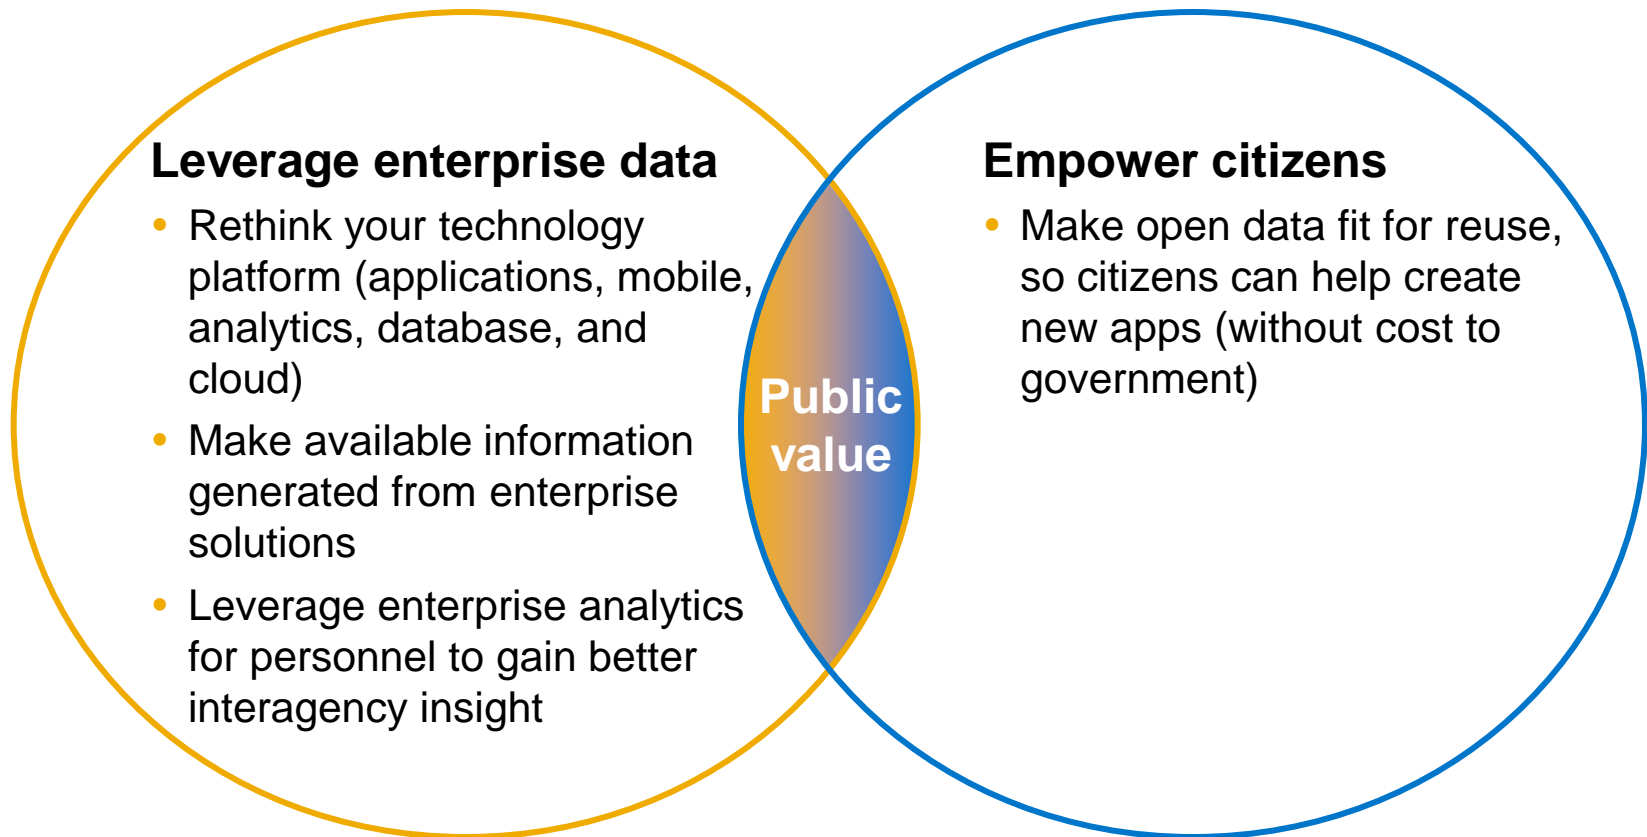 Leverage enterprise data
• Rethink your technology
platform (applications, mobile,
analytics, database, and
cloud)
• Make available information
generated from enterprise
solutions
• Leverage enterprise analytics
for personnel to gain better
interagency insight
Public
value
Empower citizens
• Make open data fit for reuse,
so citizens can help create
new apps (without cost to
government)